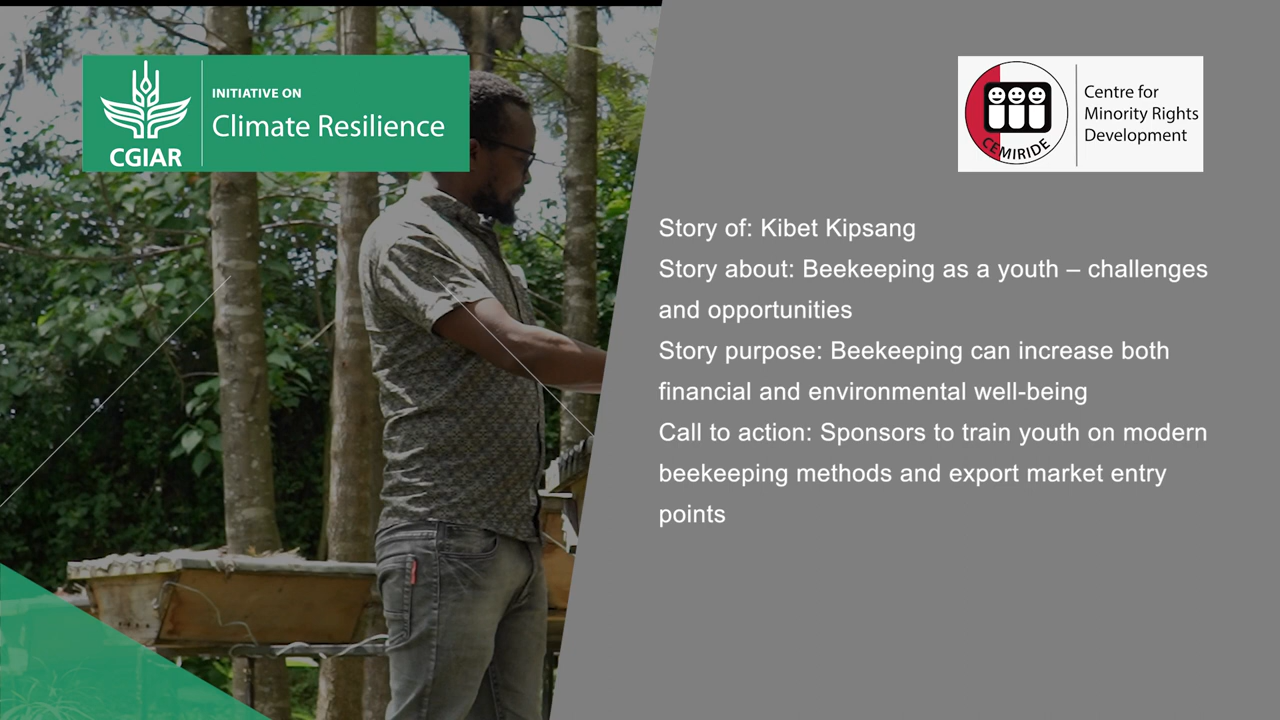 INITIATIVE ON
Climate Resilience
CGIAR
Centre for
Minority Rights
Development
CEMIRIDE
Story of: Kibet Kipsang
Story about: Beekeeping as a youth – challenges
and opportunities
Story purpose: Beekeeping can increase both
financial and environmental well-being
Call to action: Sponsors to train youth on modern
beekeeping methods and export market entry
points